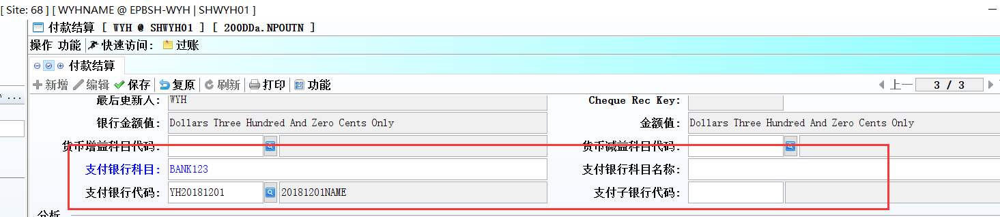 [ Site: 68 ] [ WYHNAME @ EPBSH-WYH | SHWYH01 ]
付款结算 [ WYH @ SHWYH01 ] [ 200DDa.NPOUTN ]
操作 功能 快速访问: 过账
付款结算
新增 编辑 保存 复原 刷新 打印 功能 上一 3 / 3
最后更新人: WYH Cheque Rec Key:
银行金额值: Dollars Three Hundred And Zero Cents Only 金额值: Dollars Three Hundred And Zero Cents Only
货币增益科目代码: 货币减益科目代码:
支付银行科目: BANK123 支付银行科目名称:
支付银行代码: YH20181201 20181201NAME 支付子银行代码:
分析